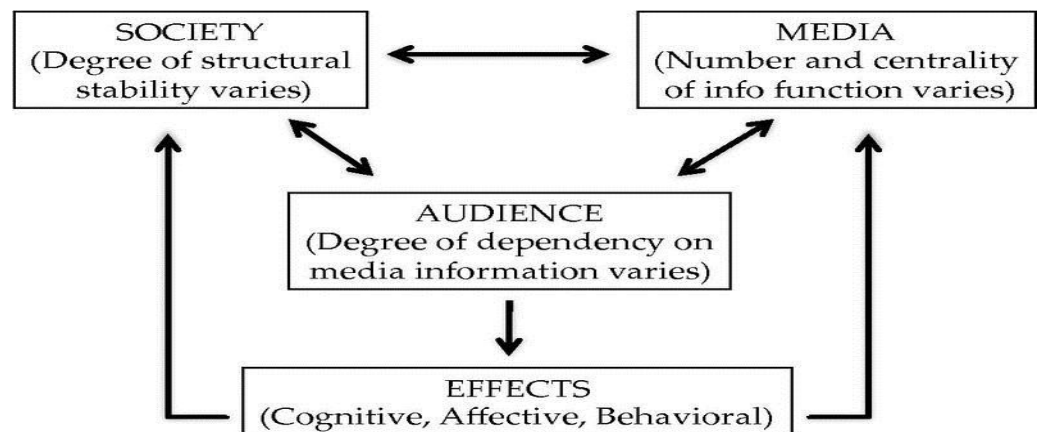 SOCIETY
(Degree of structural
stability varies)
MEDIA
(Number and centrality
of info function varies)
AUDIENCE
(Degree of dependency on
media information varies)
EFFECTS
(Cognitive, Affective, Behavioral)